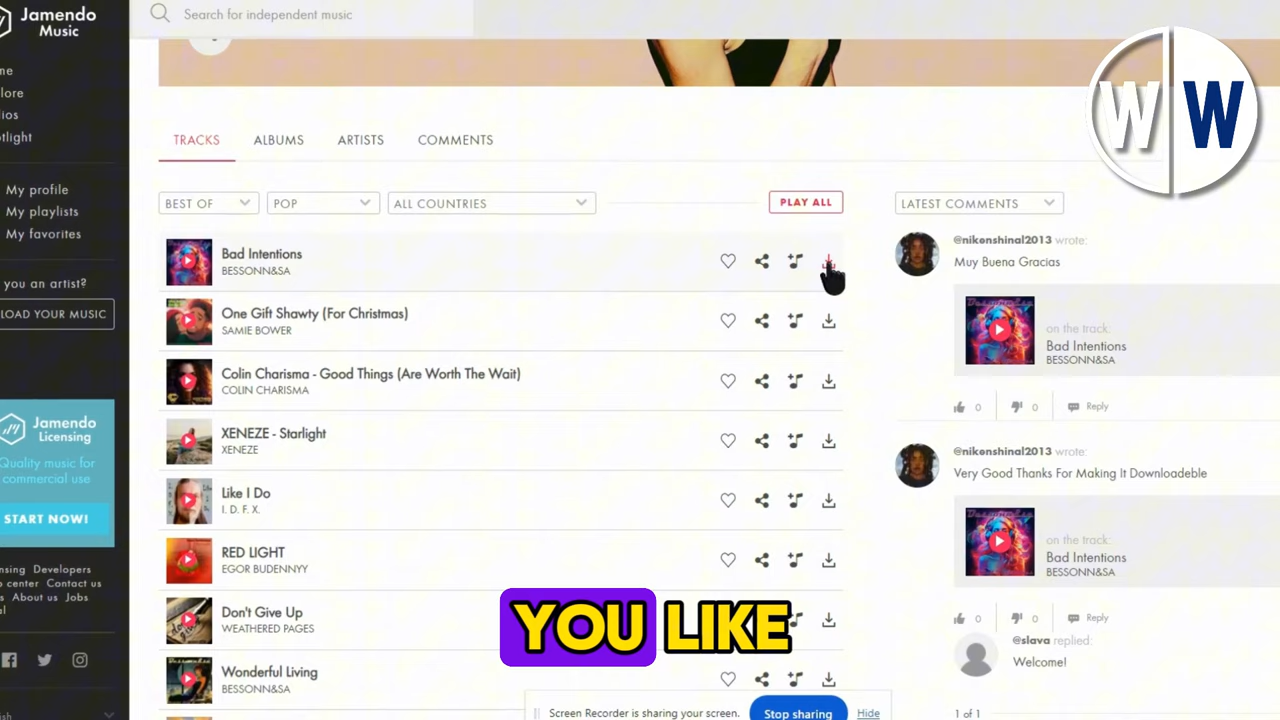 Jamendo
Music
Search for independent music
W W
me
lore
ios
otlight
My profile
My playlists
My favorites
you an artist?
LOAD YOUR MUSIC
Jamendo
Licensing
Quality music for
commercial use
START NOW!
nsing Developers
p center Contact us
s About us Jobs
al
TRACKS ALBUMS ARTISTS COMMENTS
BEST OF POP ALL COUNTRIES PLAY ALL
Bad Intentions
BESSONN&SA
One Gift Shawty (For Christmas)
SAMIE BOWER
Colin Charisma - Good Things (Are Worth The Wait)
COLIN CHARISMA
XENEZE - Starlight
XENEZE
Like I Do
I. D. F. X.
RED LIGHT
EGOR BUDENNYY
Don't Give Up
WEATHERED PAGES
Wonderful Living
BESSONN&SA
LATEST COMMENTS
@nikonshinal2013 wrote:
Muy Buena Gracias
on the track:
Bad Intentions
BESSONN&SA
0 0 Reply
@nikonshinal2013 wrote:
Very Good Thanks For Making It Downloadeble
on the track:
Bad Intentions
BESSONN&SA
0 0 Reply
@slava replied:
Welcome!
1 of 1
YOU LIKE
Screen Recorder is sharing your screen. Stop sharing Hide